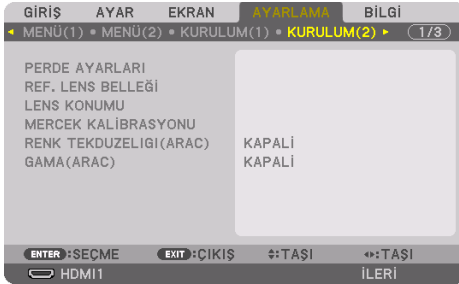 GİRİŞ AYAR EKRAN AYARLAMA BİLGİ
◂ MENÜ(1) • MENÜ(2) • KURULUM(1) • KURULUM(2) ▸ 1/3
PERDE AYARLARI
REF. LENS BELLEĞİ
LENS KONUMU
MERCEK KALİBRASYONU
RENK TEKDUZELIGI(ARAC) KAPALİ
GAMA(ARAC) KAPALİ
ENTER :SEÇME EXIT :ÇIKIŞ ⬍:TAŞI ⬌:TAŞI
HDMI1 İLERİ